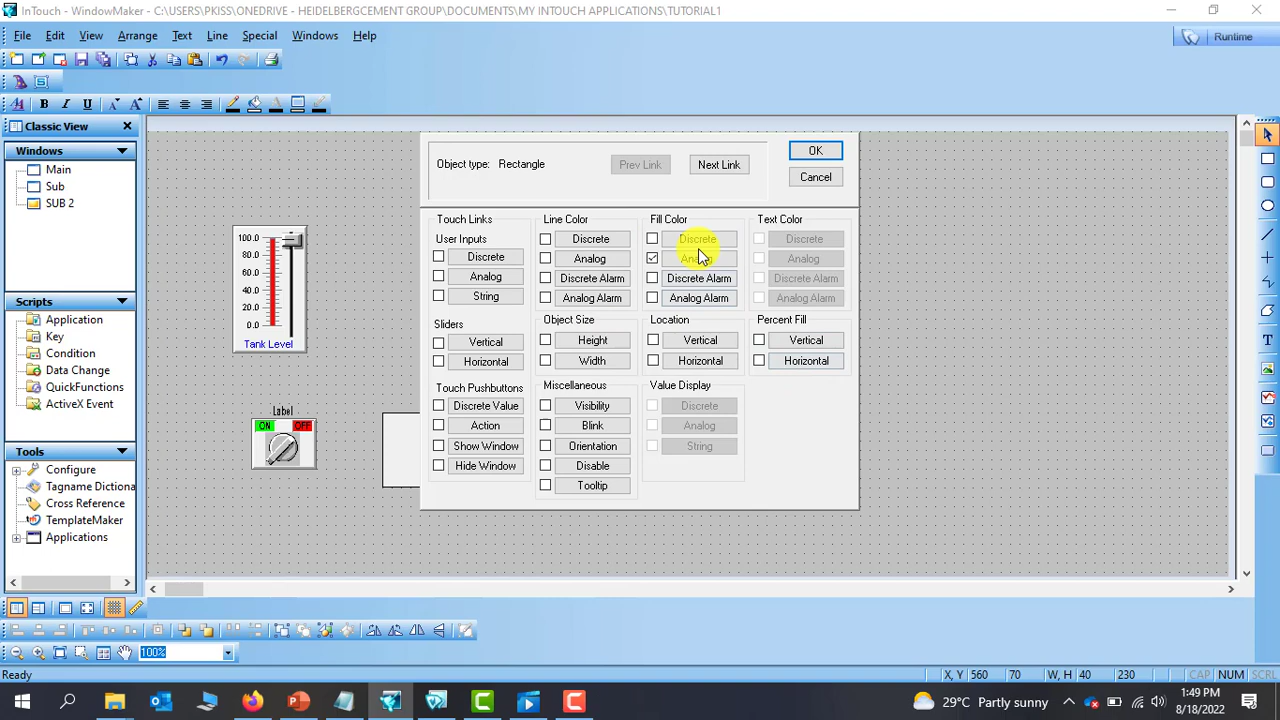 InTouch - WindowMaker - C:\USERS\PKISS\ONEDRIVE - HEIDELBERGCEMENT GROUP\DOCUMENTS\MY INTOUCH APPLICATIONS\TUTORIAL1
File Edit View Arrange Text Line Special Windows Help
Runtime
Classic View
Windows
Main
Sub
SUB 2
Scripts
Application
Key
Condition
Data Change
QuickFunctions
ActiveX Event
Tools
Configure
Tagname Dictiona
Cross Reference
TemplateMaker
Applications
100.0
80.0
60.0
40.0
20.0
0.0
Tank Level
Label
ON OFF
Object type: Rectangle
Prev Link
Next Link
OK
Cancel
Touch Links
User Inputs
Discrete
Analog
String
Sliders
Vertical
Horizontal
Touch Pushbuttons
Discrete Value
Action
Show Window
Hide Window
Line Color
Discrete
Analog
Discrete Alarm
Analog Alarm
Object Size
Height
Width
Miscellaneous
Visibility
Blink
Orientation
Disable
Tooltip
Fill Color
Discrete
Analog
Discrete Alarm
Analog Alarm
Location
Vertical
Horizontal
Value Display
Discrete
Analog
String
Text Color
Discrete
Analog
Discrete Alarm
Analog Alarm
Percent Fill
Vertical
Horizontal
100%
Ready
X, Y 560 70 W, H 40 230 CAP NUM SCRL
29°C Partly sunny
1:49 PM
8/18/2022